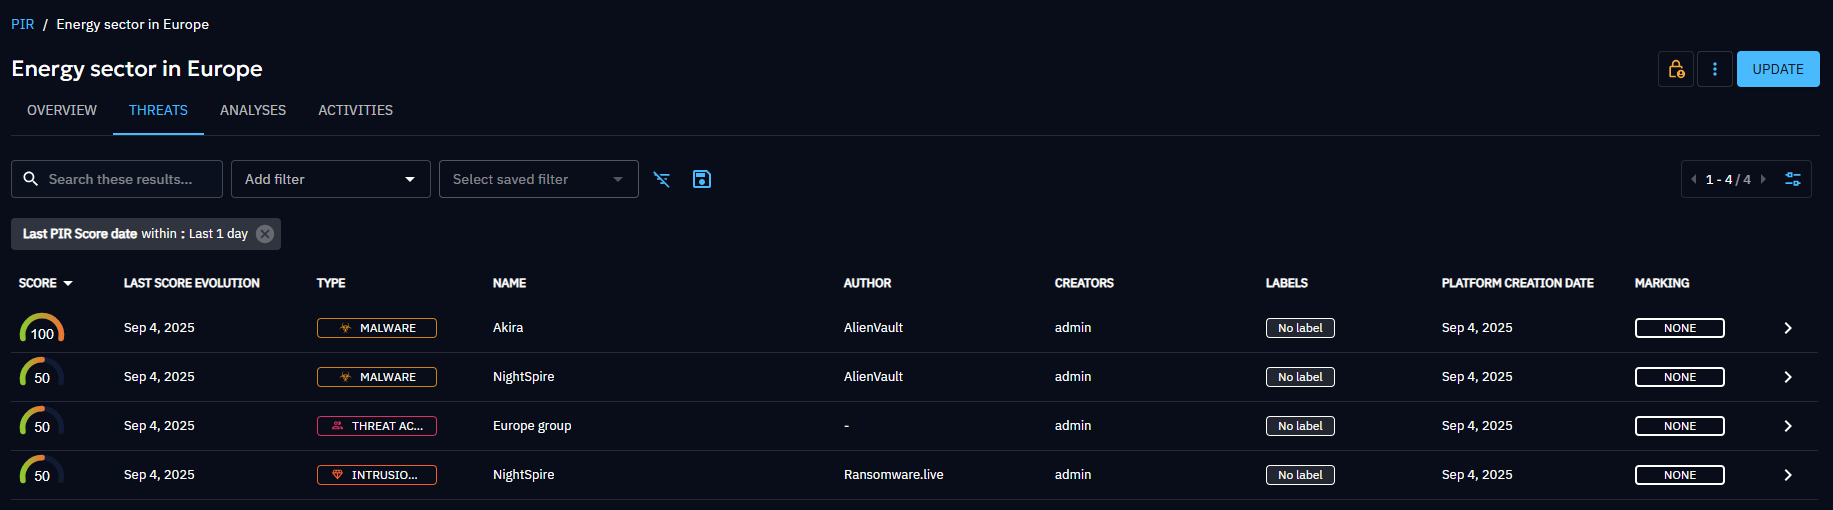 PIR / Energy sector in Europe
Energy sector in Europe
UPDATE
OVERVIEW THREATS ANALYSES ACTIVITIES
Search these results... Add filter Select saved filter 1 - 4 / 4
Last PIR Score date within : Last 1 day
SCORE LAST SCORE EVOLUTION TYPE NAME AUTHOR CREATORS LABELS PLATFORM CREATION DATE MARKING
100 Sep 4, 2025 MALWARE Akira AlienVault admin No label Sep 4, 2025 NONE
50 Sep 4, 2025 MALWARE NightSpire AlienVault admin No label Sep 4, 2025 NONE
50 Sep 4, 2025 THREAT AC... Europe group - admin No label Sep 4, 2025 NONE
50 Sep 4, 2025 INTRUSIO... NightSpire Ransomware.live admin No label Sep 4, 2025 NONE